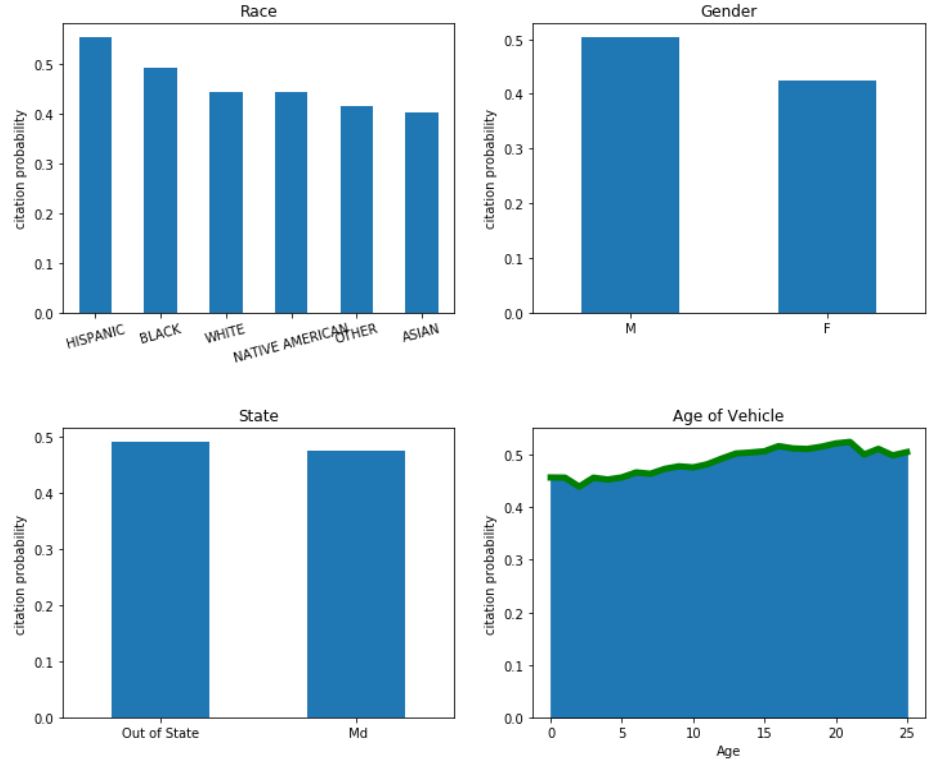 Race
citation probability
0.5
0.4
0.3
0.2
0.1
0.0
HISPANIC
BLACK
WHITE
NATIVE AMERICAN
OTHER
ASIAN
Gender
citation probability
0.5
0.4
0.3
0.2
0.1
0.0
M
F
State
citation probability
0.5
0.4
0.3
0.2
0.1
0.0
Out of State
Md
Age of Vehicle
citation probability
0.5
0.4
0.3
0.2
0.1
0.0
0 5 10 15 20 25
Age